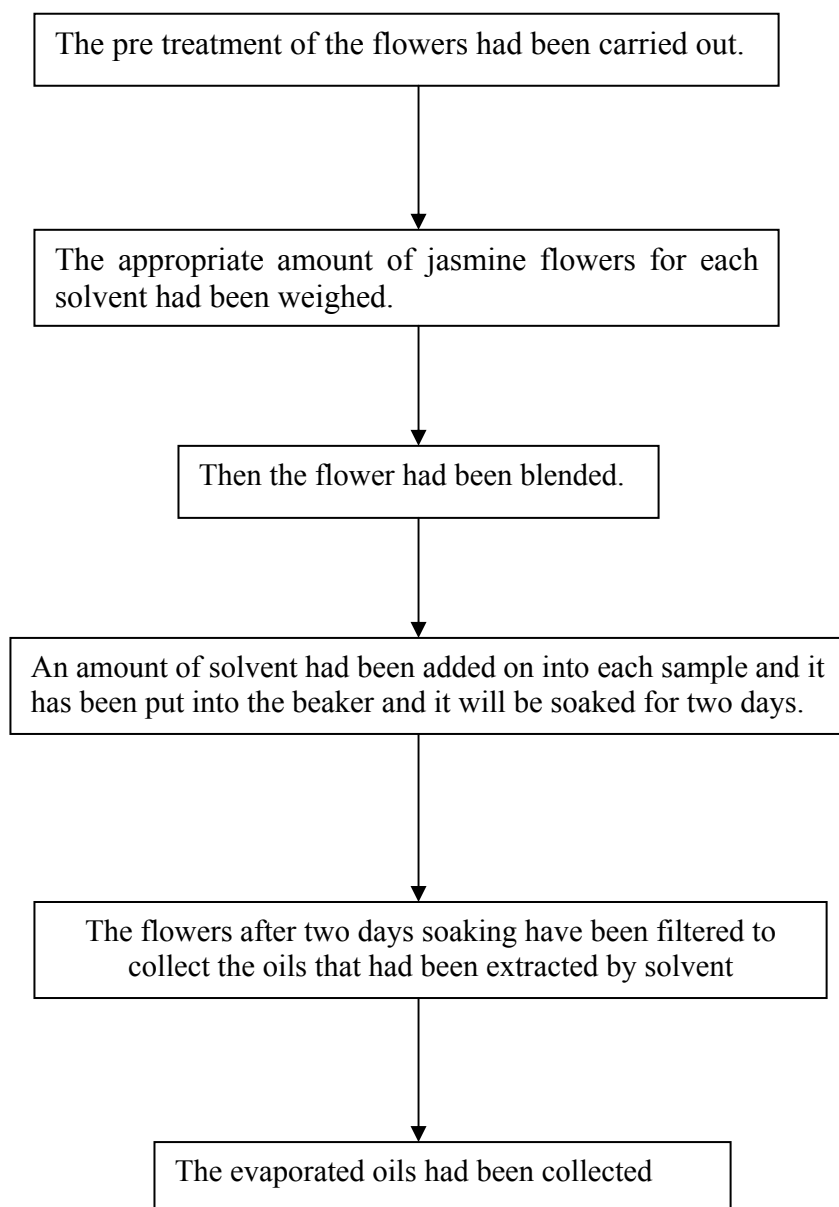 The pre treatment of the flowers had been carried out.
The appropriate amount of jasmine flowers for each
solvent had been weighed.
Then the flower had been blended.
An amount of solvent had been added on into each sample and it
has been put into the beaker and it will be soaked for two days.
The flowers after two days soaking have been filtered to
collect the oils that had been extracted by solvent
The evaporated oils had been collected